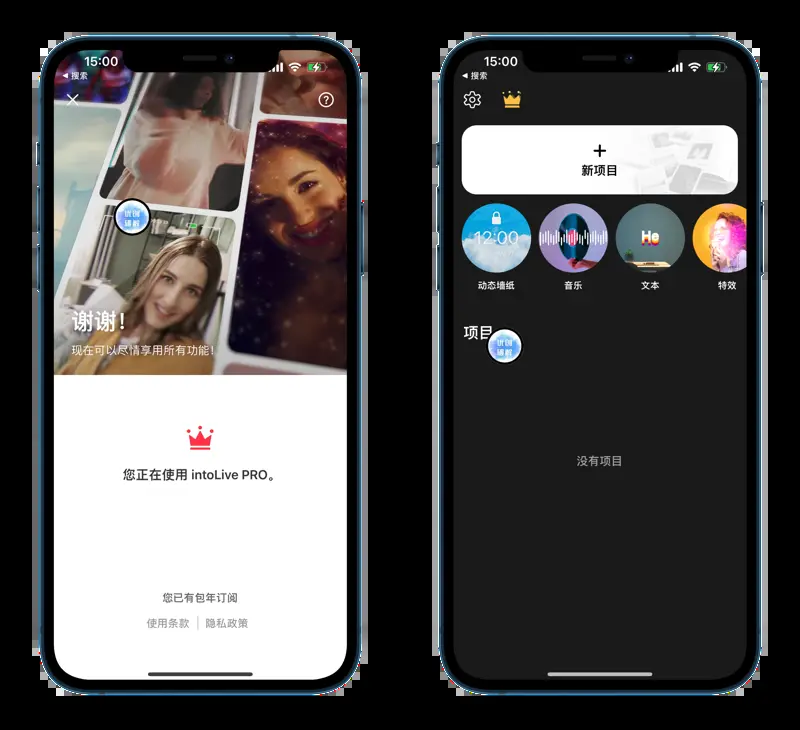 15:00
搜索
谢谢！
现在可以尽情享用所有功能！
您正在使用 intoLive PRO。
您已有包年订阅
使用条款 | 隐私政策
15:00
搜索
+
新项目
12:00
He
动态墙纸
音乐
文本
特效
项目
没有项目